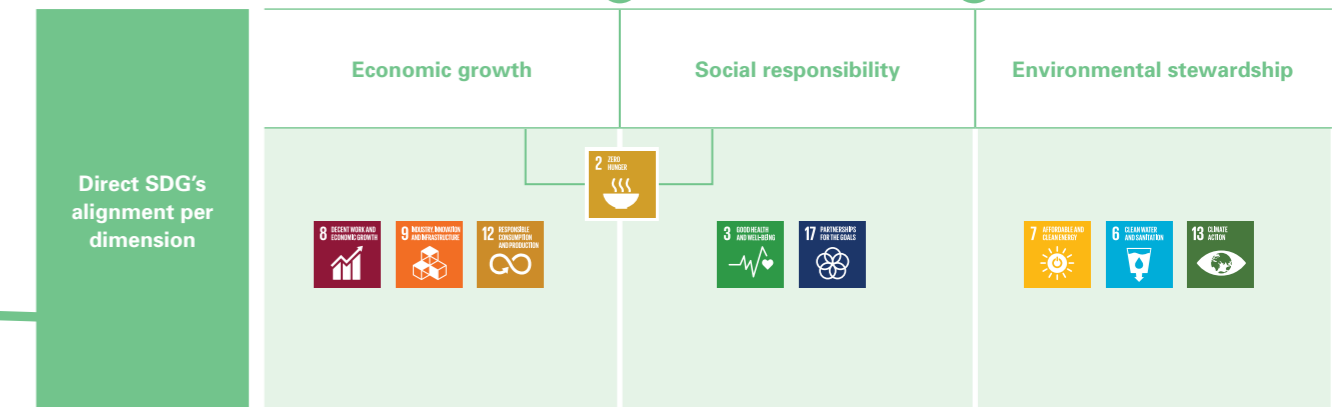 Economic growth
Social responsibility
Environmental stewardship
Direct SDG's
alignment per
dimension
2 ZERO
HUNGER
8 DECENT WORK AND
ECONOMIC GROWTH
9 INDUSTRY, INNOVATION
AND INFRASTRUCTURE
12 RESPONSIBLE
CONSUMPTION
AND PRODUCTION
3 GOOD HEALTH
AND WELL-BEING
17 PARTNERSHIPS
FOR THE GOALS
7 AFFORDABLE AND
CLEAN ENERGY
6 CLEAN WATER
AND SANITATION
13 CLIMATE
ACTION